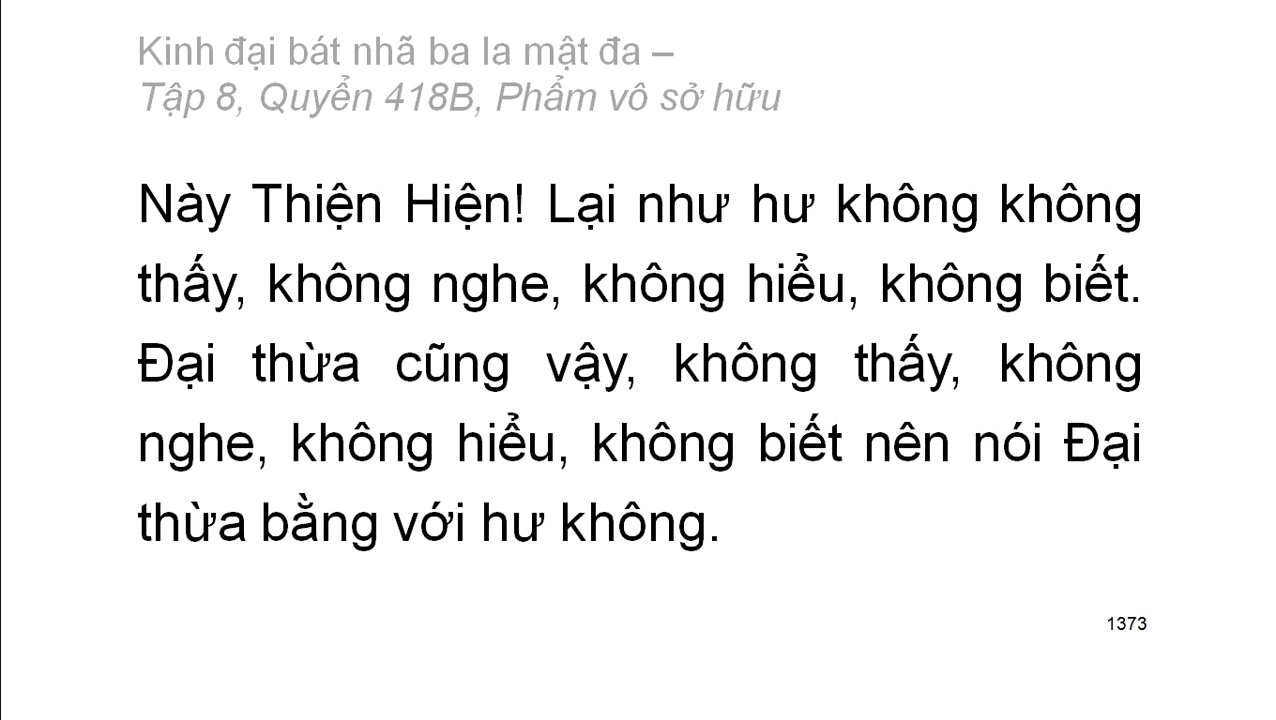 Kinh đại bát nhã ba la mật đa –
Tập 8, Quyển 418B, Phẩm vô sở hữu
Này Thiện Hiện! Lại như hư không không
thấy, không nghe, không hiểu, không biết.
Đại thừa cũng vậy, không thấy, không
nghe, không hiểu, không biết nên nói Đại
thừa bằng với hư không.
1373